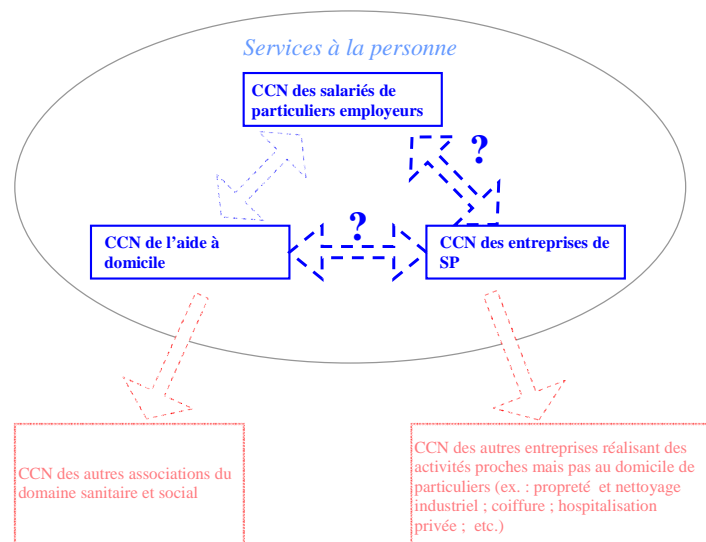 Services à la personne
CCN des salariés de
particuliers employeurs
?
?
CCN de l'aide à
domicile
CCN des entreprises de
SP
CCN des autres associations du
domaine sanitaire et social
CCN des autres entreprises réalisant des
activités proches mais pas au domicile de
particuliers (ex. : propreté et nettoyage
industriel ; coiffure ; hospitalisation
privée ; etc.)